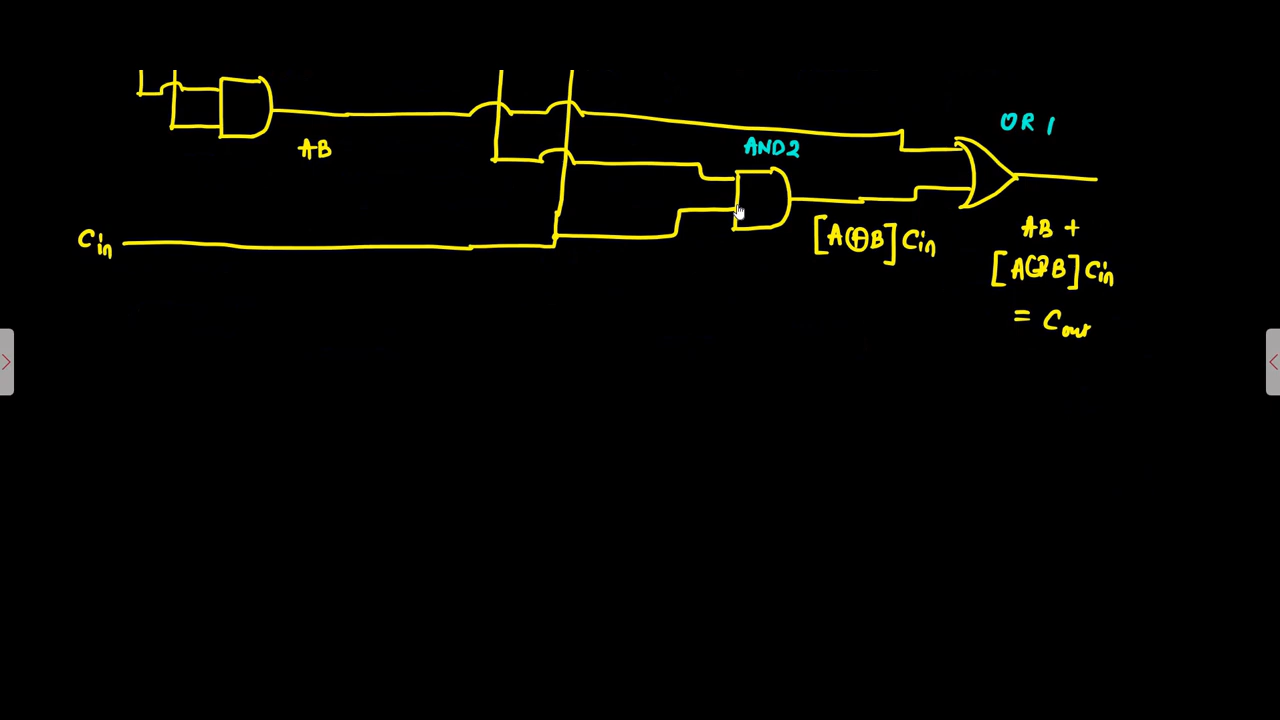 OR 1
AND2
AB
[A⊕B]Cin
Cin
AB +
[A⊕B]Cin
= Cout